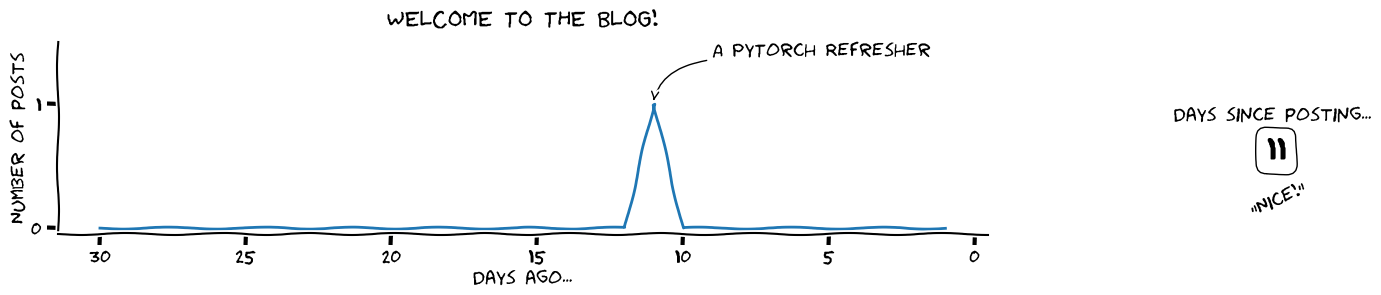 WELCOME TO THE BLOG!
A PYTORCH REFRESHER
NUMBER OF POSTS
1
0
30 25 20 15 10 5 0
DAYS AGO...
DAYS SINCE POSTING...
11
"NICE!"